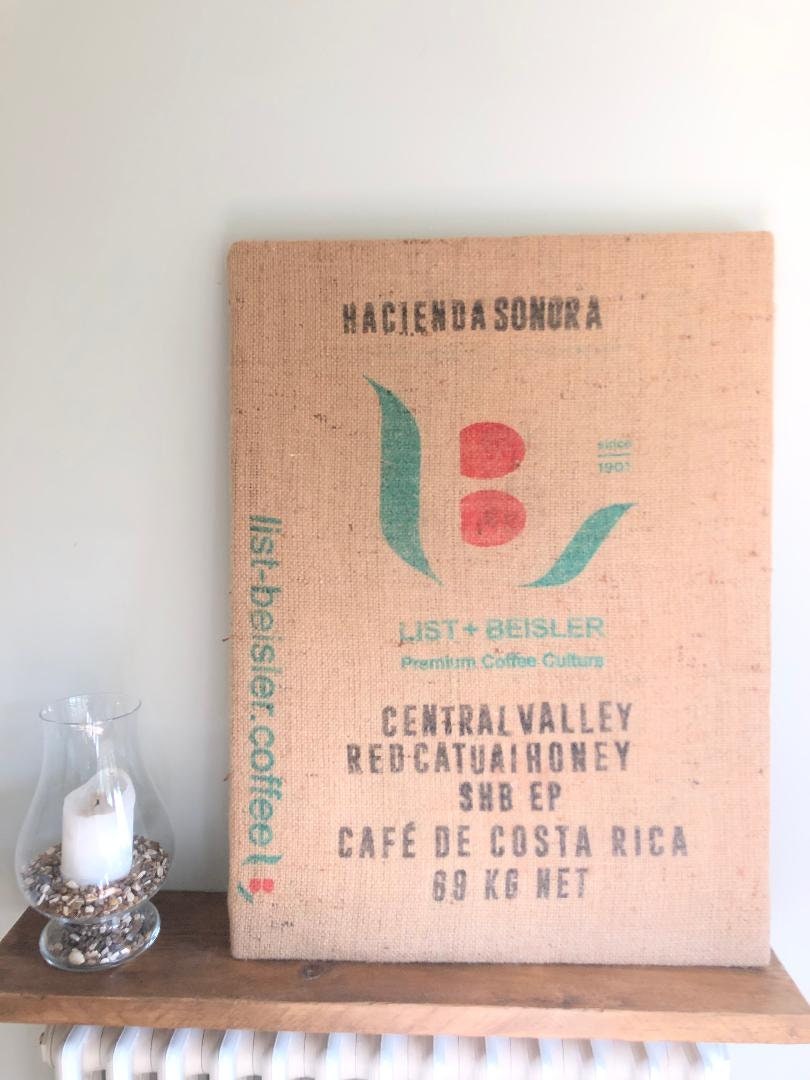 HACIENDA SONORA
since
1901
LIST + BEISLER
Premium Coffee Culture
CENTRAL VALLEY
RED CATUAI HONEY
SHB EP
CAFÉ DE COSTA RICA
69 KG NET
list-beisler.coffee